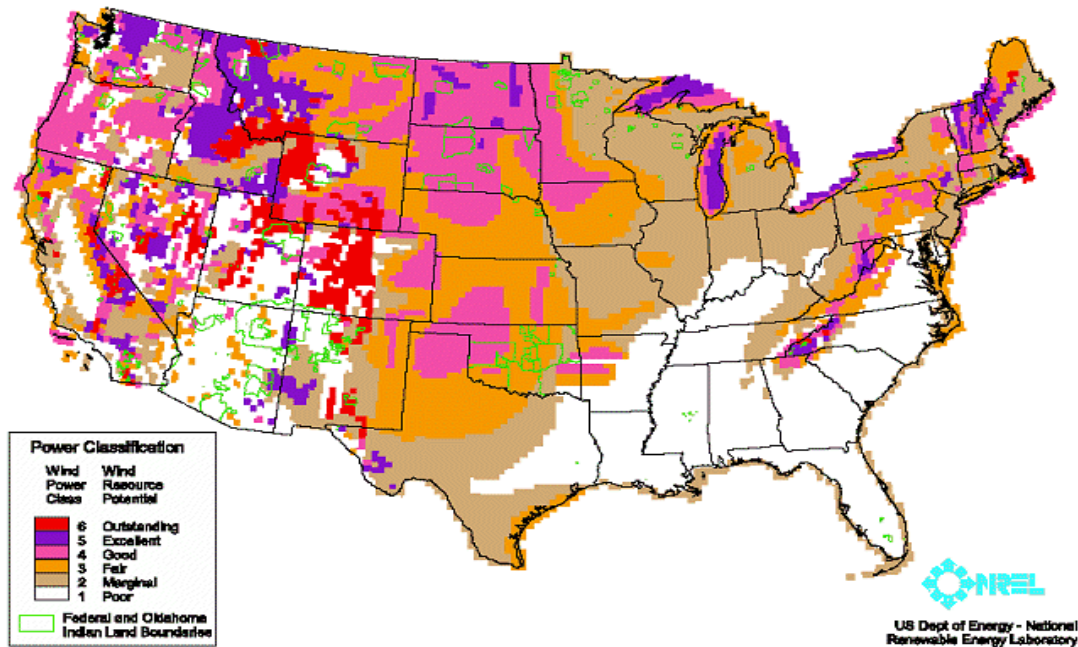 Power Classification
Wind Wind
Power Resource
Class Potential
6 Outstanding
5 Excellent
4 Good
3 Fair
2 Marginal
1 Poor
Federal and Oklahoma
Indian Land Boundaries
NREL
US Dept of Energy - National
Renewable Energy Laboratory